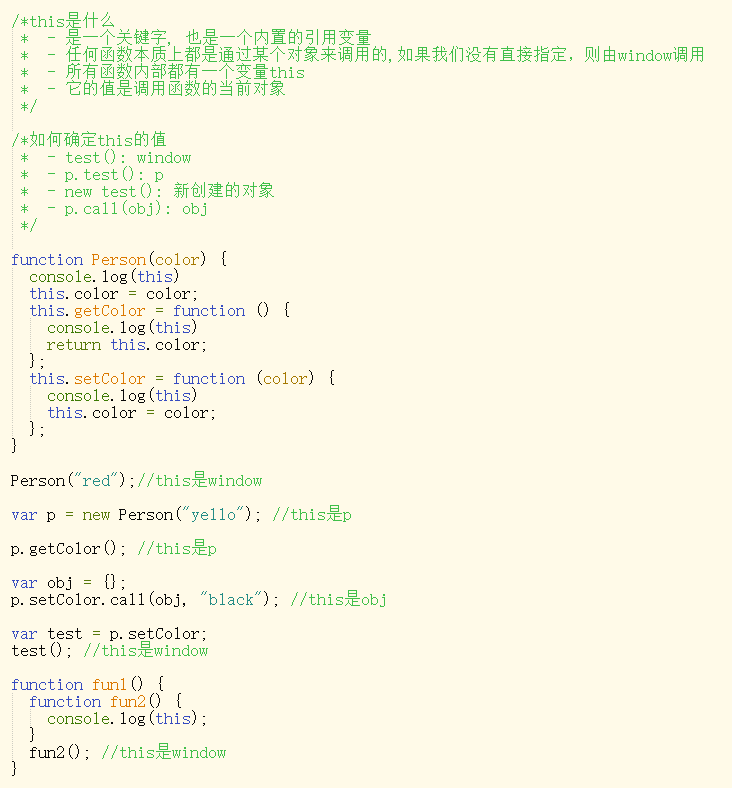 /*this是什么
 *  - 是一个关键字, 也是一个内置的引用变量
 *  - 任何函数本质上都是通过某个对象来调用的,如果我们没有直接指定，则由window调用
 *  - 所有函数内部都有一个变量this
 *  - 它的值是调用函数的当前对象
 */

/*如何确定this的值
 *  - test(): window
 *  - p.test(): p
 *  - new test(): 新创建的对象
 *  - p.call(obj): obj
 */

function Person(color) {
  console.log(this)
  this.color = color;
  this.getColor = function () {
    console.log(this)
    return this.color;
  };
  this.setColor = function (color) {
    console.log(this)
    this.color = color;
  };
}

Person("red");//this是window

var p = new Person("yello"); //this是p

p.getColor(); //this是p

var obj = {};
p.setColor.call(obj, "black"); //this是obj

var test = p.setColor;
test(); //this是window

function fun1() {
  function fun2() {
    console.log(this);
  }
  fun2(); //this是window
}